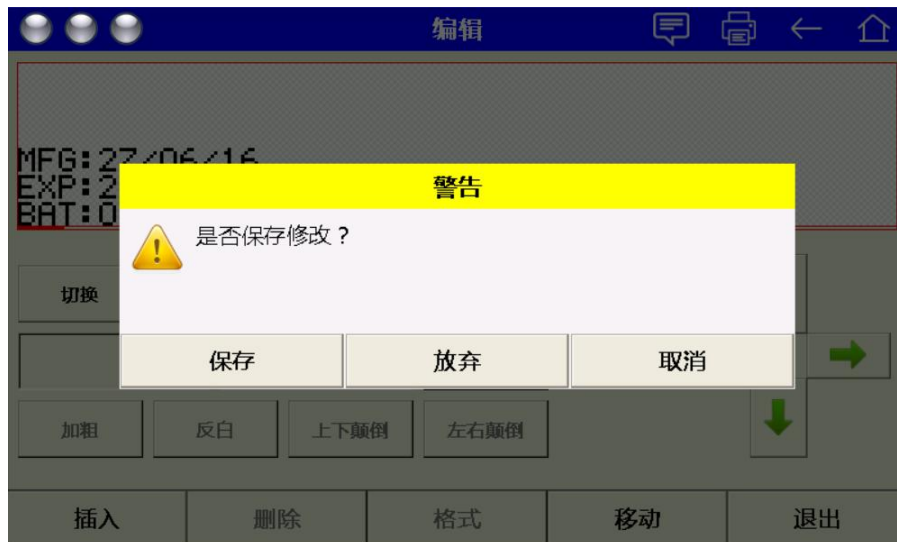 编辑
MFG:27/06/16
EXP:2
BAT:0
警告
是否保存修改？
保存
放弃
取消
切换
加粗
反白
上下颠倒
左右颠倒
插入
删除
格式
移动
退出